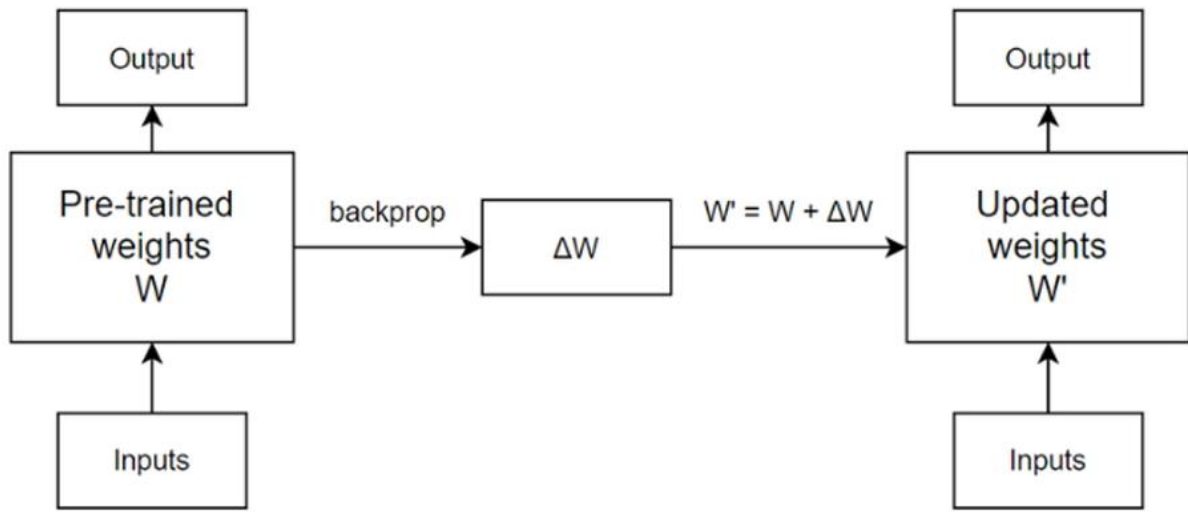 Output
Pre-trained
weights
W
Inputs
backprop
ΔW
W' = W + ΔW
Output
Updated
weights
W'
Inputs